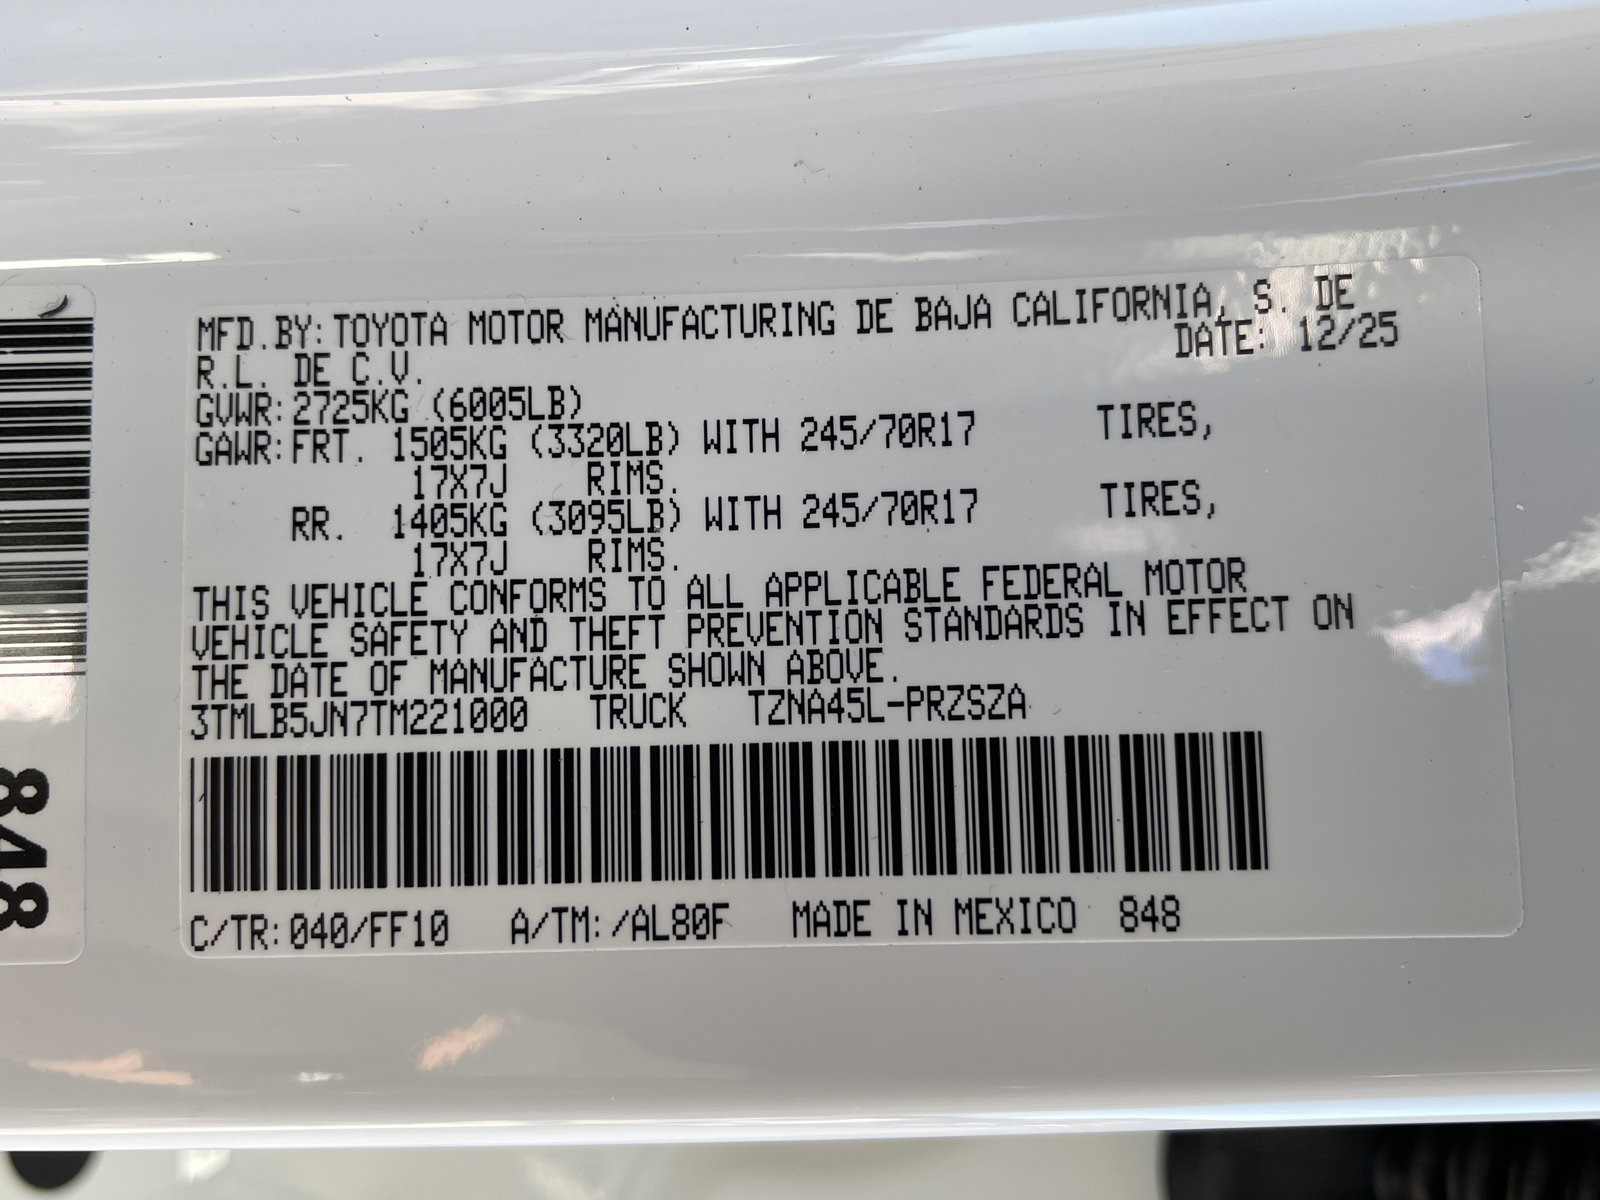 MFD.BY:TOYOTA MOTOR MANUFACTURING DE BAJA CALIFORNIA, S. DE
R.L. DE C.V. DATE: 12/25
GVWR:2725KG (6005LB)
GAWR:FRT. 1505KG (3320LB) WITH 245/70R17 TIRES,
17X7J RIMS.
RR. 1405KG (3095LB) WITH 245/70R17 TIRES,
17X7J RIMS.
THIS VEHICLE CONFORMS TO ALL APPLICABLE FEDERAL MOTOR
VEHICLE SAFETY AND THEFT PREVENTION STANDARDS IN EFFECT ON
THE DATE OF MANUFACTURE SHOWN ABOVE.
3TMLB5JN7TM221000 TRUCK TZNA45L-PRZSZA
C/TR:040/FF10 A/TM:/AL80F MADE IN MEXICO 848
848